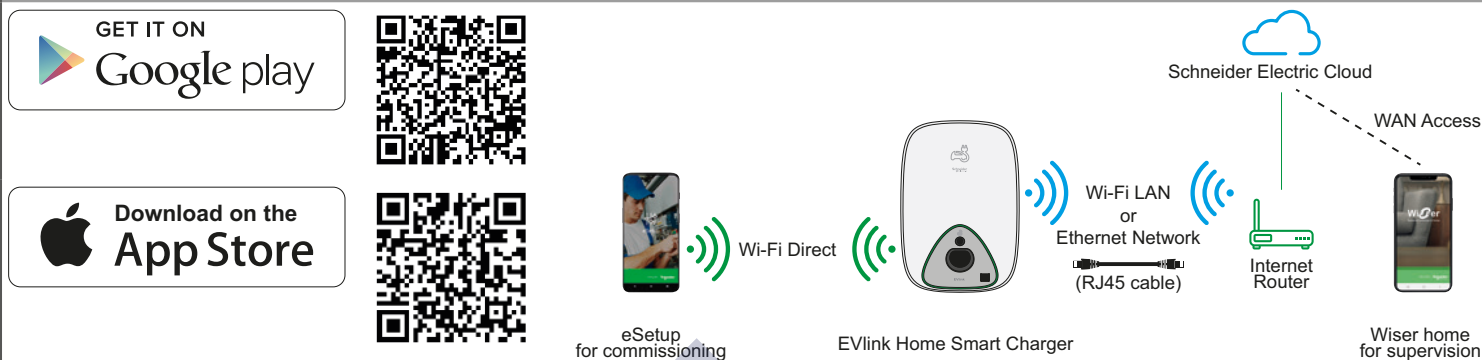 GET IT ON
Google play
Download on the
App Store
Schneider Electric Cloud
WAN Access
Wi-Fi Direct
Wi-Fi LAN
or
Ethernet Network
(RJ45 cable)
Internet
Router
Wiser
eSetup
for commissioning
EVlink Home Smart Charger
Wiser home
for supervision